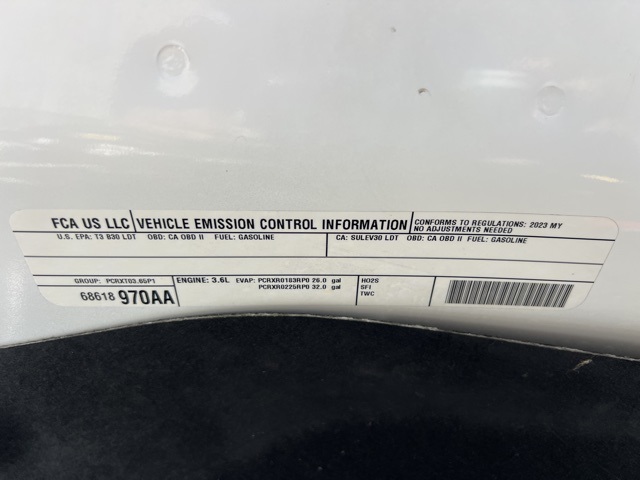 FCA US LLC VEHICLE EMISSION CONTROL INFORMATION CONFORMS TO REGULATIONS: 2023 MY
NO ADJUSTMENTS NEEDED
U.S. EPA: T3 B30 LDT OBD: CA OBD II FUEL: GASOLINE CA: SULEV30 LDT OBD: CA OBD II FUEL: GASOLINE
GROUP: PCRXT03.65P1 ENGINE: 3.6L EVAP: PCRXR0183RP0 26.0 gal HO2S
PCRXR0225RP0 32.0 gal SFI
68618970AA TWC